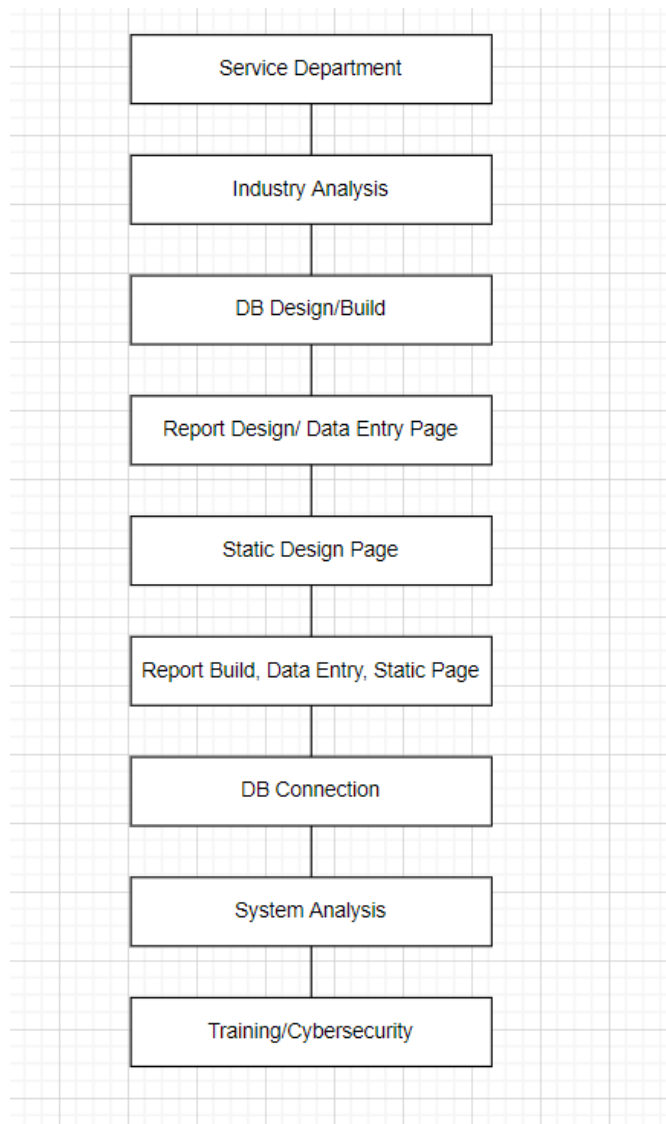 Service Department
Industry Analysis
DB Design/Build
Report Design/ Data Entry Page
Static Design Page
Report Build, Data Entry, Static Page
DB Connection
System Analysis
Training/Cybersecurity